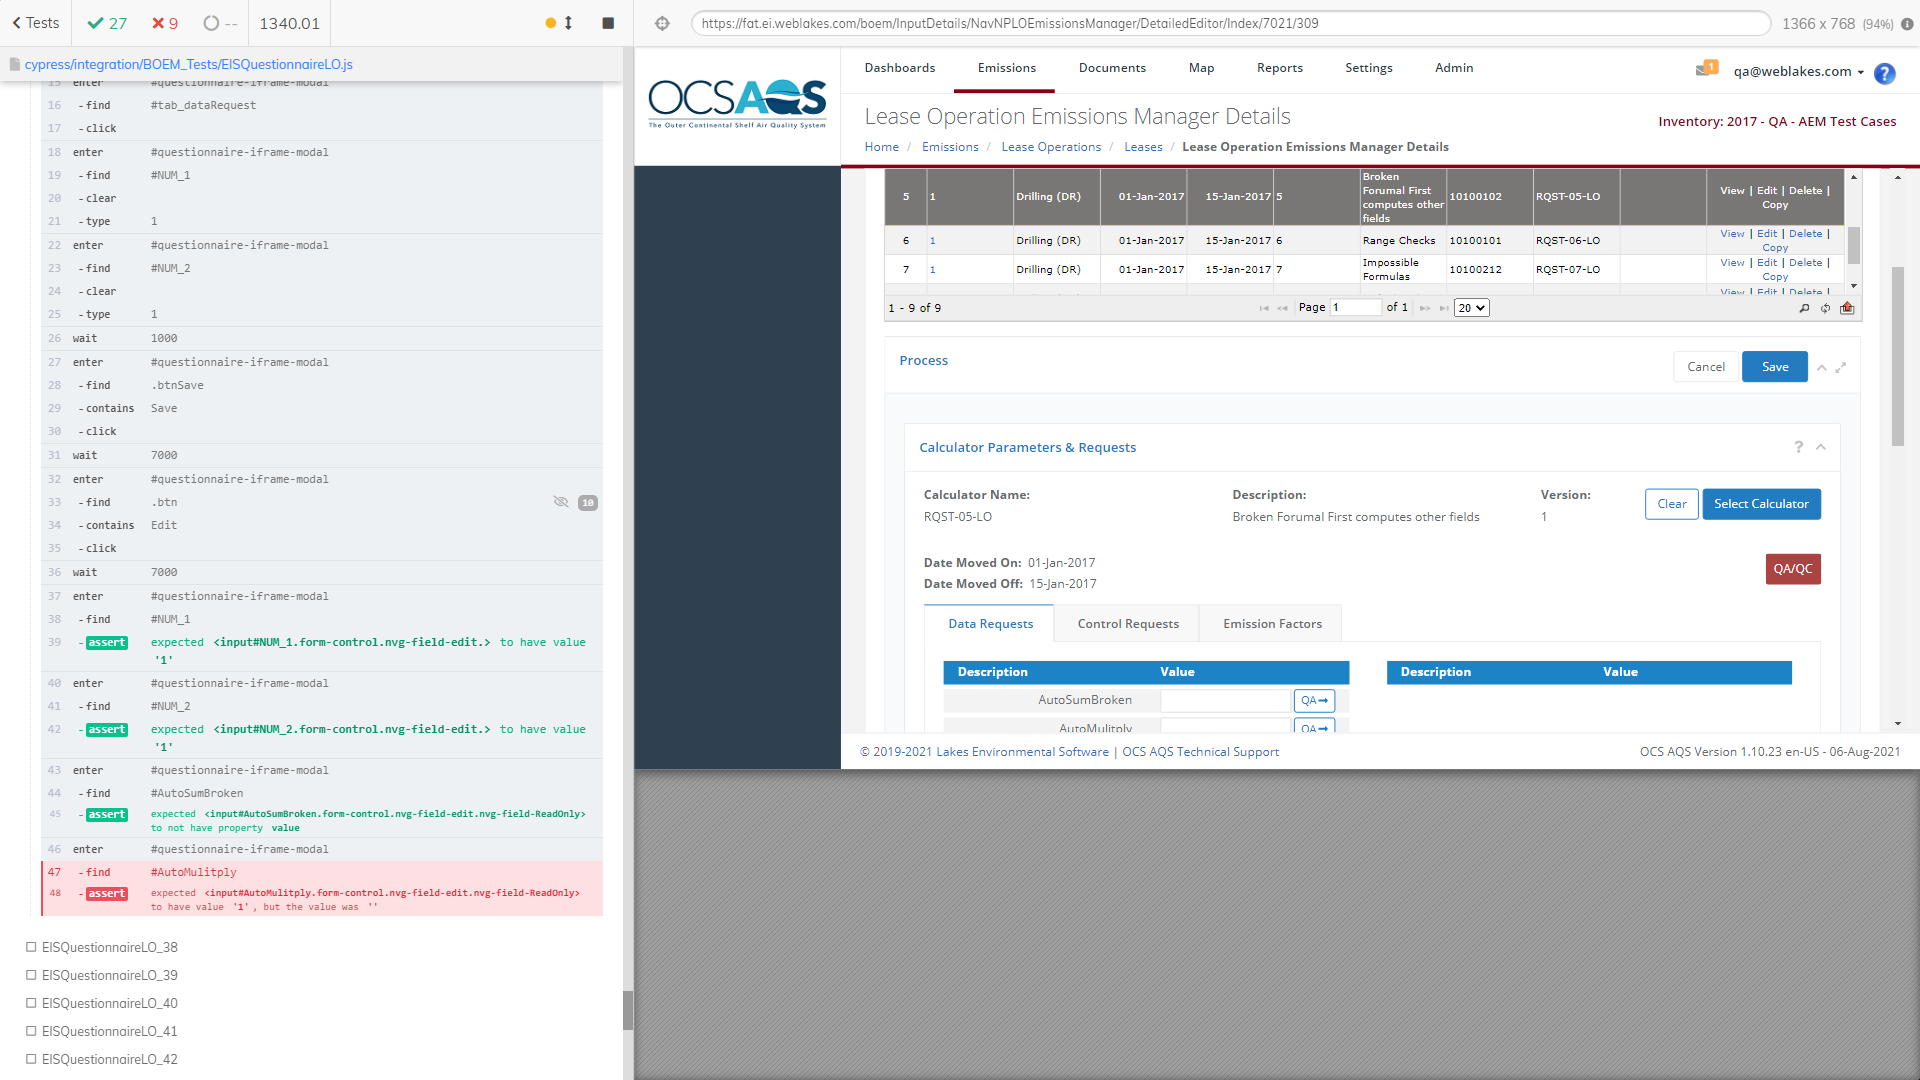 Tests
27
9
--
1340.01
https://fat.ei.weblakes.com/boem/InputDetails/NavNPLOEmissionsManager/DetailedEditor/Index/7021/309
1366 x 768 (94%)
cypress/integration/BOEM_Tests/EISQuestionnaireLO.js
15 enter #questionnaire-iframe-modal
16 - find #tab_dataRequest
17 - click
18 enter #questionnaire-iframe-modal
19 - find #NUM_1
20 - clear
21 - type 1
22 enter #questionnaire-iframe-modal
23 - find #NUM_2
24 - clear
25 - type 1
26 wait 1000
27 enter #questionnaire-iframe-modal
28 - find .btnSave
29 - contains Save
30 - click
31 wait 7000
32 enter #questionnaire-iframe-modal
33 - find .btn 10
34 - contains Edit
35 - click
36 wait 7000
37 enter #questionnaire-iframe-modal
38 - find #NUM_1
39 - assert expected <input#NUM_1.form-control.nvg-field-edit.> to have value
'1'
40 enter #questionnaire-iframe-modal
41 - find #NUM_2
42 - assert expected <input#NUM_2.form-control.nvg-field-edit.> to have value
'1'
43 enter #questionnaire-iframe-modal
44 - find #AutoSumBroken
45 - assert expected <input#AutoSumBroken.form-control.nvg-field-edit.nvg-field-ReadOnly>
to not have property value
46 enter #questionnaire-iframe-modal
47 - find #AutoMulitply
48 - assert expected <input#AutoMulitply.form-control.nvg-field-edit.nvg-field-ReadOnly>
to have value '1', but the value was ''
EISQuestionnaireLO_38
EISQuestionnaireLO_39
EISQuestionnaireLO_40
EISQuestionnaireLO_41
EISQuestionnaireLO_42
OCSAQS
The Outer Continental Shelf Air Quality System
Dashboards Emissions Documents Map Reports Settings Admin
1 qa@weblakes.com ?
Lease Operation Emissions Manager Details
Inventory: 2017 - QA - AEM Test Cases
Home / Emissions / Lease Operations / Leases / Lease Operation Emissions Manager Details
5 1 Drilling (DR) 01-Jan-2017 15-Jan-2017 5 Broken Forumal First computes other fields 10100102 RQST-05-LO View | Edit | Delete | Copy
6 1 Drilling (DR) 01-Jan-2017 15-Jan-2017 6 Range Checks 10100101 RQST-06-LO View | Edit | Delete | Copy
7 1 Drilling (DR) 01-Jan-2017 15-Jan-2017 7 Impossible Formulas 10100212 RQST-07-LO View | Edit | Delete | Copy
View | Edit | Delete |
1 - 9 of 9 Page 1 of 1 20
Process Cancel Save
Calculator Parameters & Requests ?
Calculator Name: Description: Version:
RQST-05-LO Broken Forumal First computes other fields 1 Clear Select Calculator
Date Moved On: 01-Jan-2017
Date Moved Off: 15-Jan-2017
QA/QC
Data Requests Control Requests Emission Factors
Description Value Description Value
AutoSumBroken QA
AutoMulitply QA
© 2019-2021 Lakes Environmental Software | OCS AQS Technical Support
OCS AQS Version 1.10.23 en-US - 06-Aug-2021